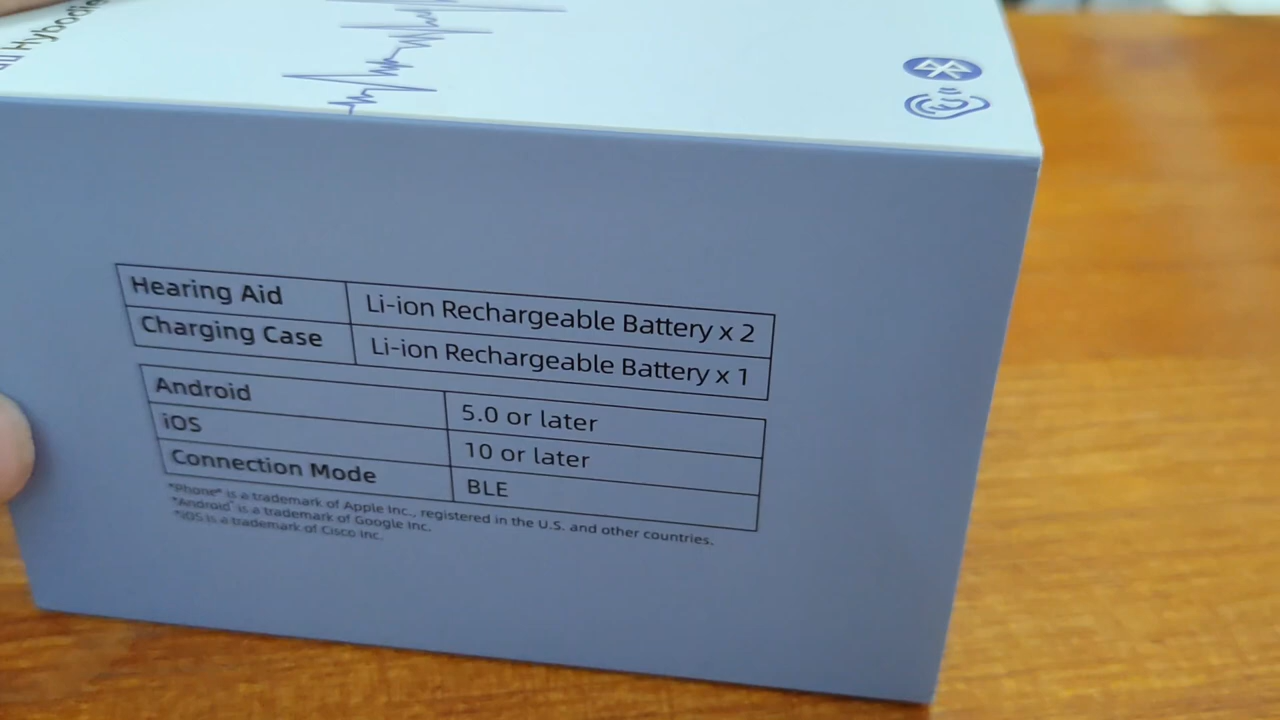 Hybodie
Hearing Aid Li-ion Rechargeable Battery x 2
Charging Case Li-ion Rechargeable Battery x 1
Android 5.0 or later
iOS 10 or later
Connection Mode BLE
"Phone" is a trademark of Apple Inc., registered in the U.S. and other countries.
"Android" is a trademark of Google Inc.
"iOS is a trademark of Cisco Inc.